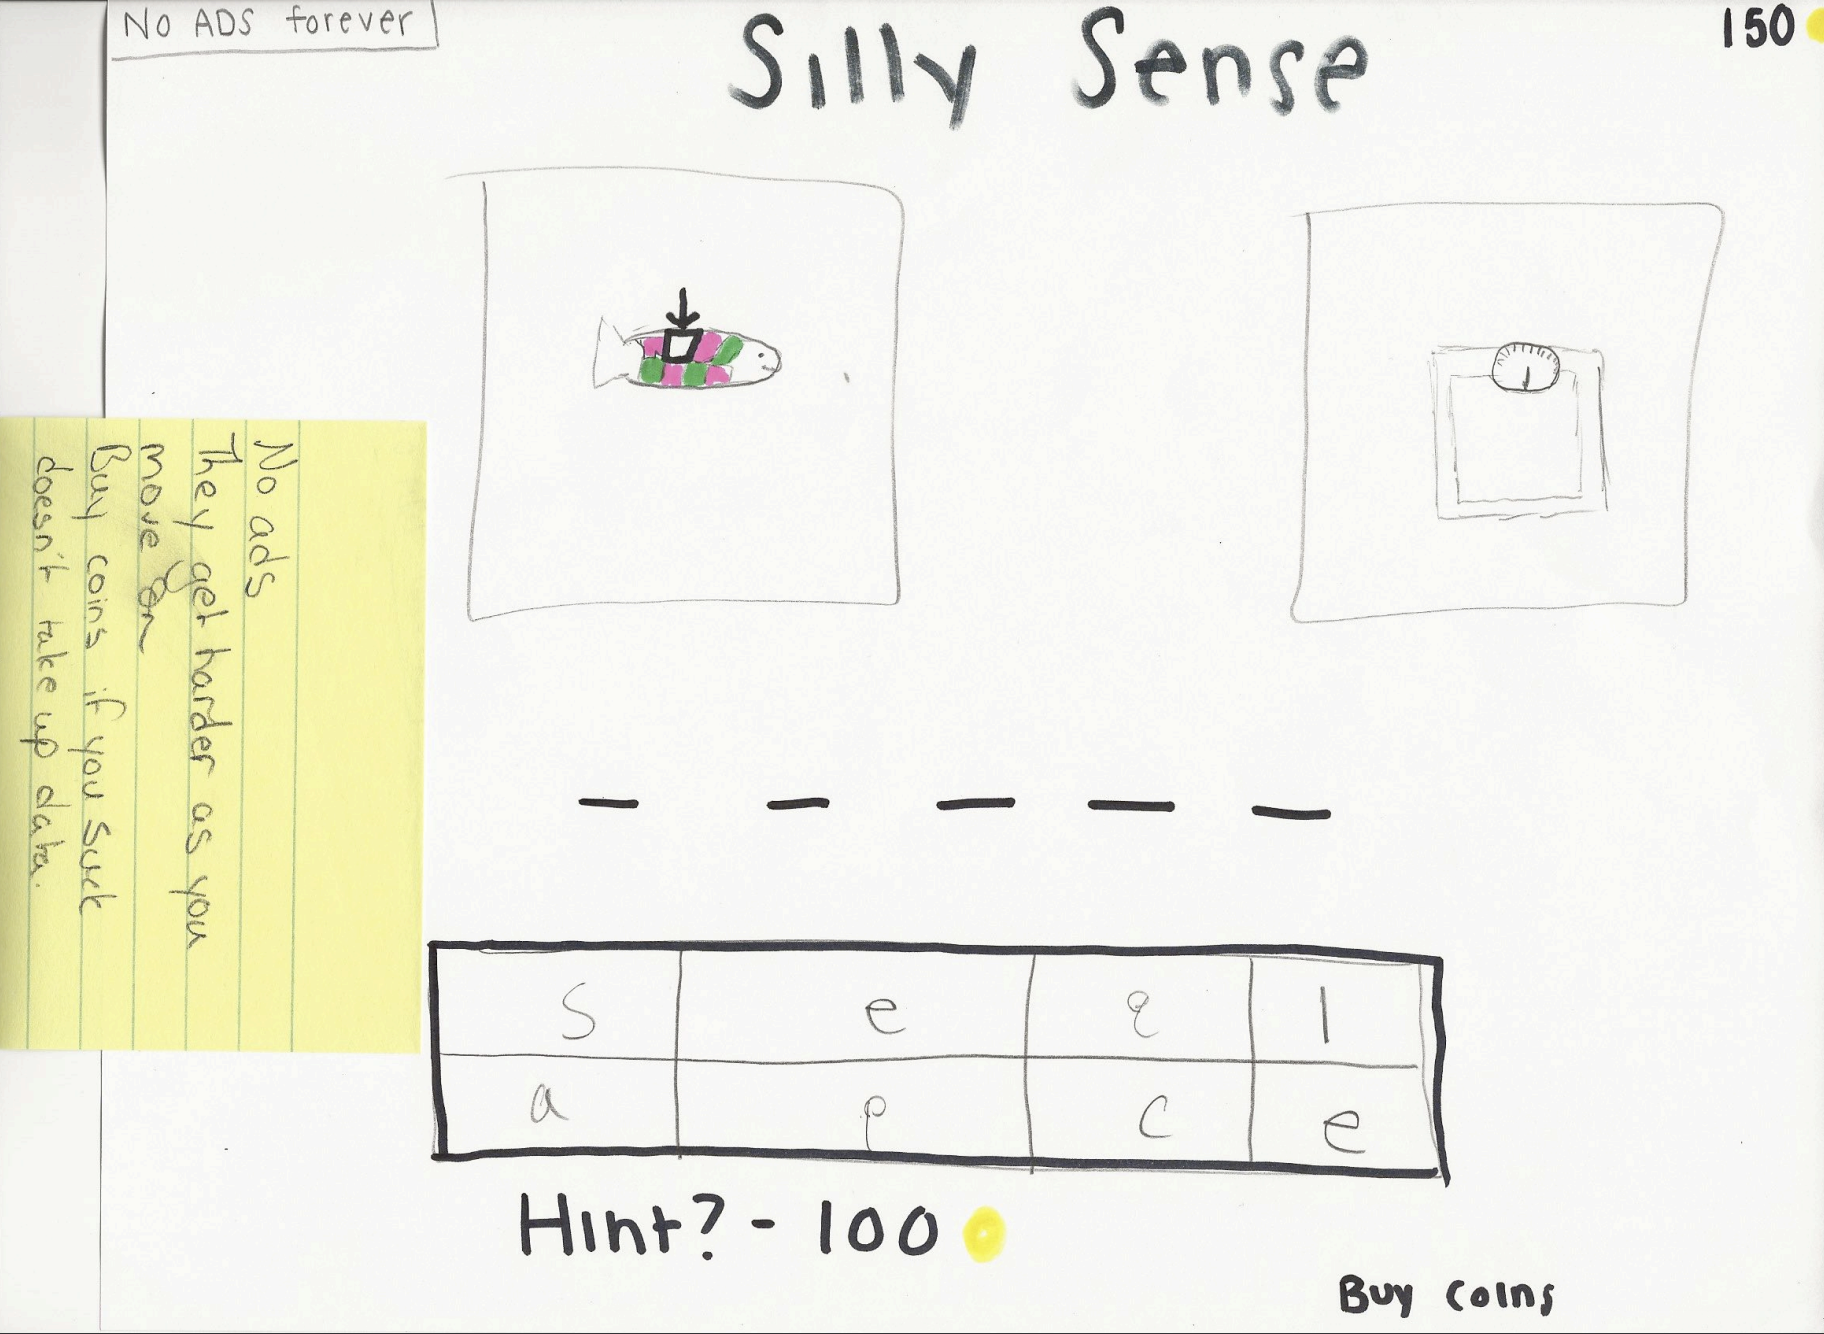 No ADS forever
Silly Sense
150
No ads
They get harder as you
move on
Buy coins if you suck
doesn't take up data.
s e q l
a p c e
Hint? - 100
Buy coins